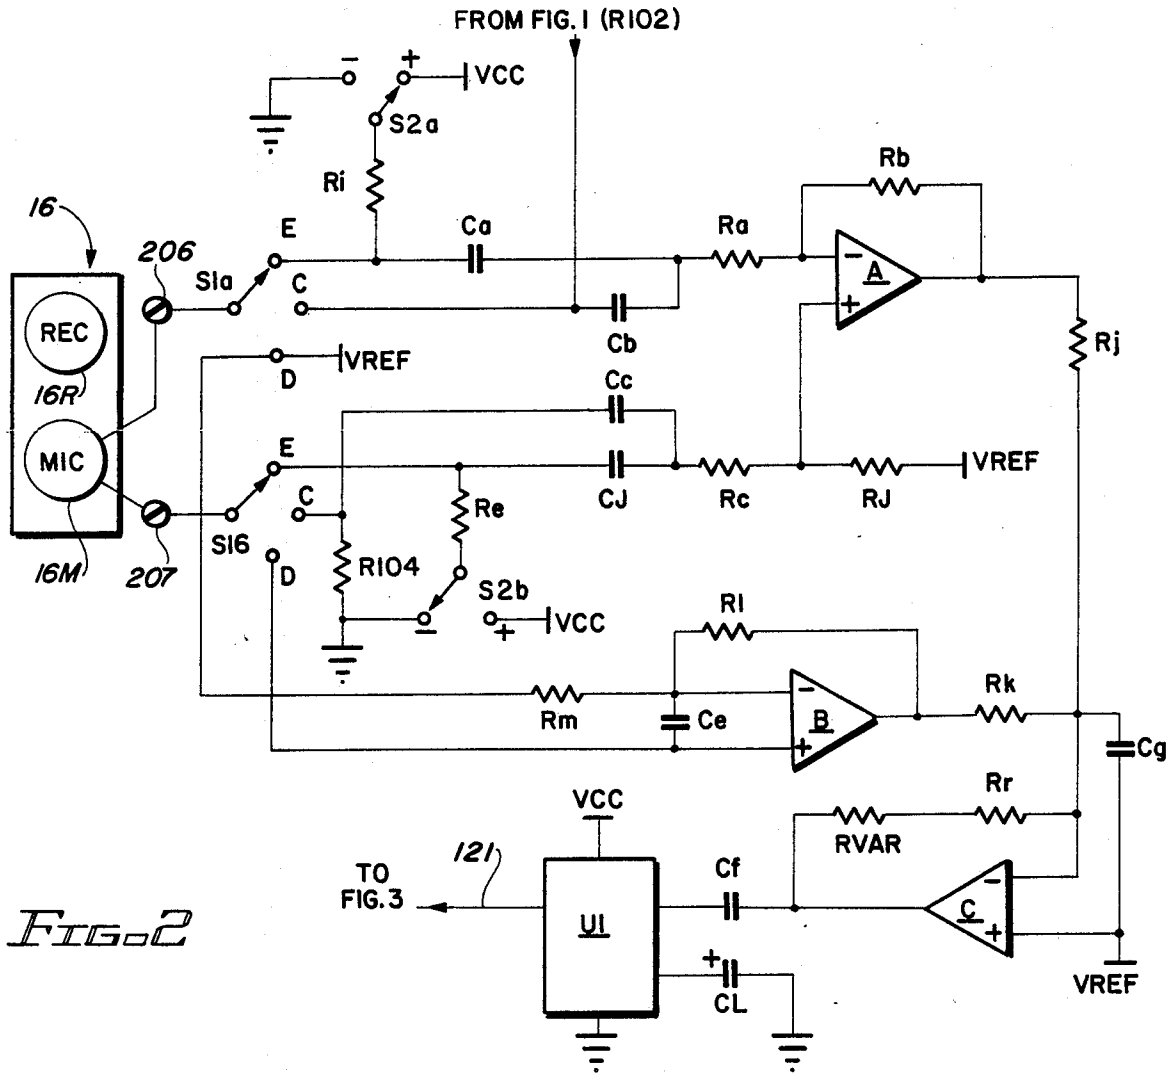 FROM FIG. 1 (R102)
- + VCC
S2a
Ri
Rb
16
206
E
Ca
Ra
-
A
+
S1a
C
REC
16R
Cb
Rj
D
VREF
Cc
MIC
E
CJ
Rc
RJ
VREF
C
Re
S16
16M
207
D
R104
S2b
- + VCC
Rl
Rm
Ce
-
B
+
Rk
Cg
VCC
Rr
RVAR
121
TO
FIG. 3
Cf
-
C
+
U1
+
CL
VREF
FIG. 2